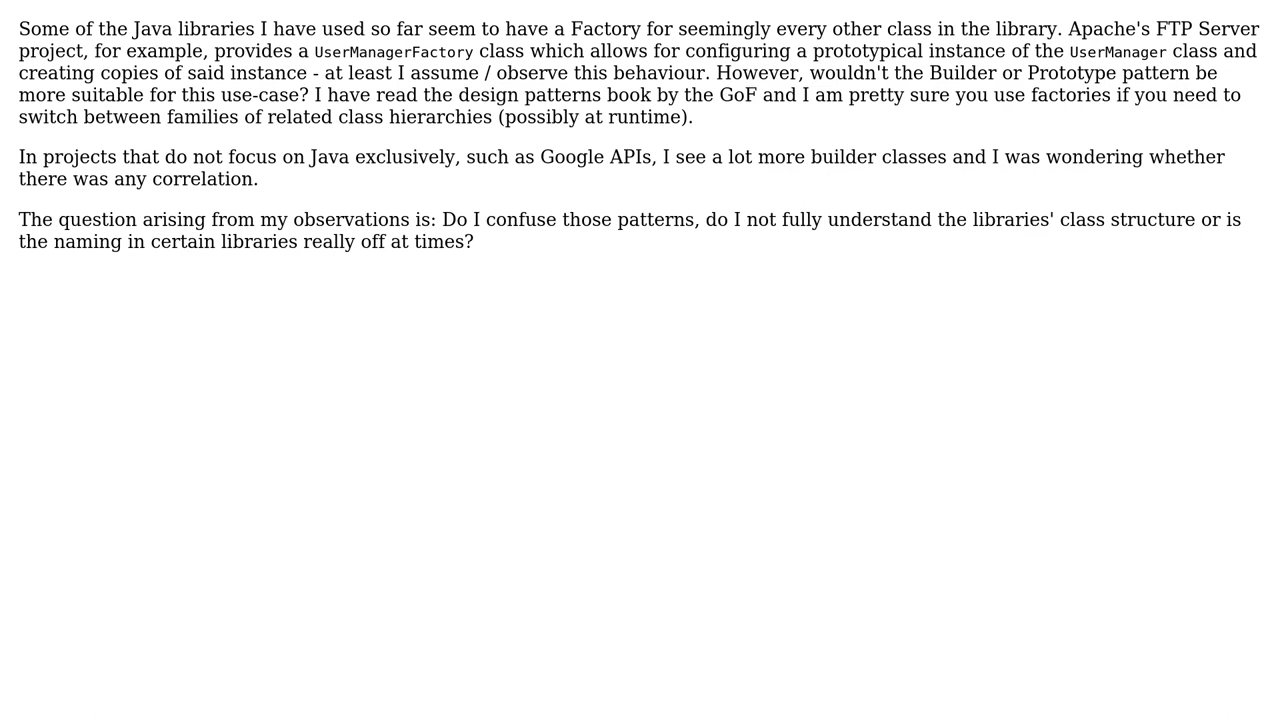 Some of the Java libraries I have used so far seem to have a Factory for seemingly every other class in the library. Apache's FTP Server
project, for example, provides a UserManagerFactory class which allows for configuring a prototypical instance of the UserManager class and
creating copies of said instance - at least I assume / observe this behaviour. However, wouldn't the Builder or Prototype pattern be
more suitable for this use-case? I have read the design patterns book by the GoF and I am pretty sure you use factories if you need to
switch between families of related class hierarchies (possibly at runtime).
In projects that do not focus on Java exclusively, such as Google APIs, I see a lot more builder classes and I was wondering whether
there was any correlation.
The question arising from my observations is: Do I confuse those patterns, do I not fully understand the libraries' class structure or is
the naming in certain libraries really off at times?